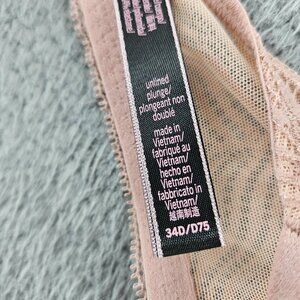 unlined
plunge/
plongeant non
doublé
made in
Vietnam/
fabriqué au
Vietnam/
hecho en
Vietnam/
fabbricato in
Vietnam/
越南制造
34D/D75